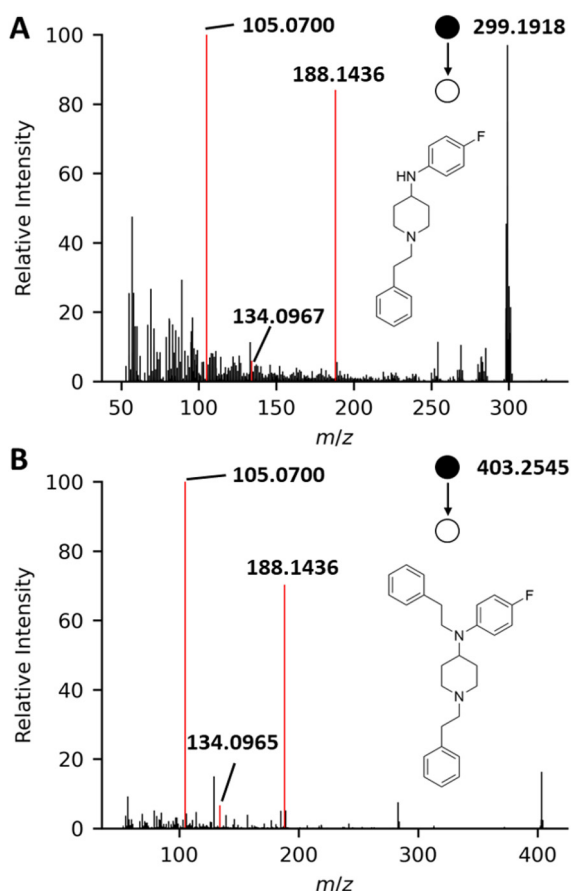 A
105.0700
299.1918
188.1436
134.0967
Relative Intensity
100
80
60
40
20
0
50 100 150 200 250 300
m/z
F
HN
N
B
105.0700
403.2545
188.1436
134.0965
Relative Intensity
100
80
60
40
20
0
100 200 300 400
m/z
F
N
N